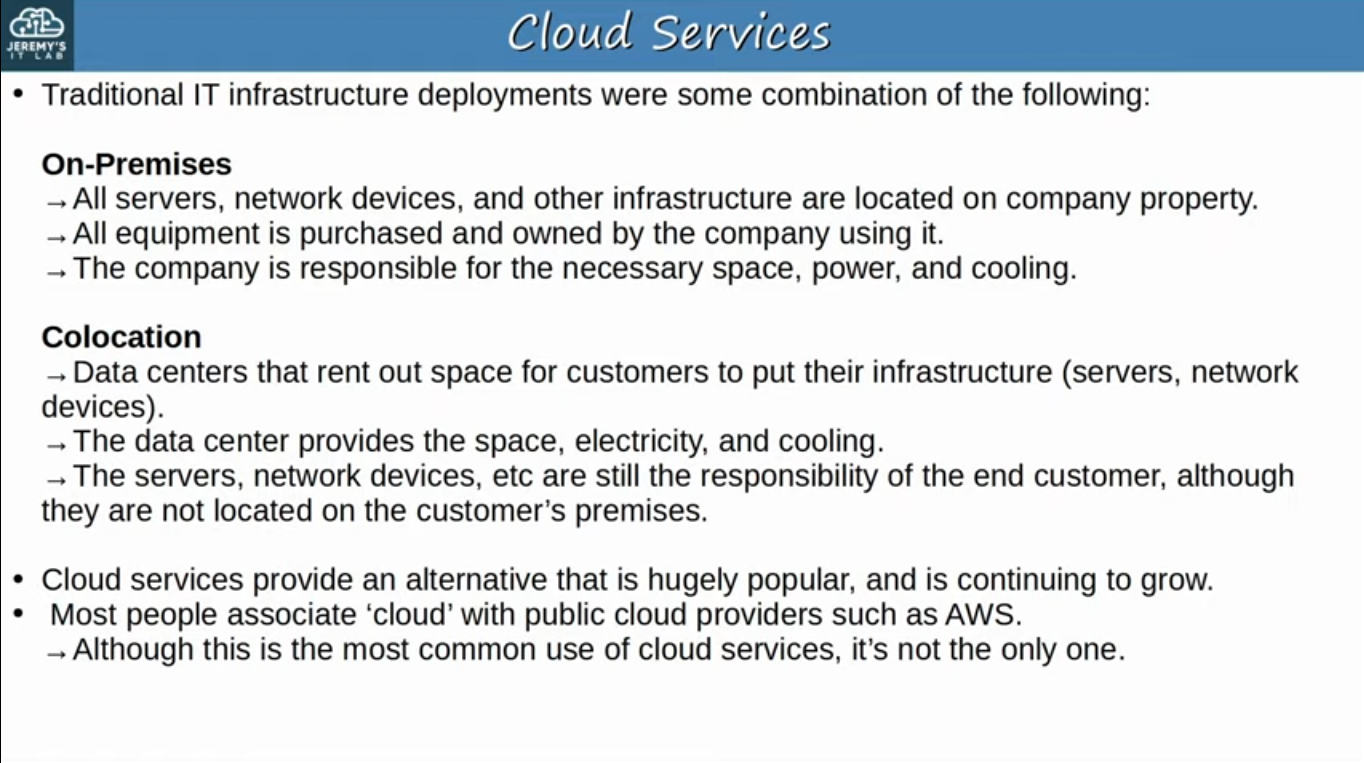 JEREMY'S
IT LAB
Cloud Services
• Traditional IT infrastructure deployments were some combination of the following:
On-Premises
→All servers, network devices, and other infrastructure are located on company property.
→All equipment is purchased and owned by the company using it.
→The company is responsible for the necessary space, power, and cooling.
Colocation
→Data centers that rent out space for customers to put their infrastructure (servers, network
devices).
→The data center provides the space, electricity, and cooling.
→The servers, network devices, etc are still the responsibility of the end customer, although
they are not located on the customer’s premises.
• Cloud services provide an alternative that is hugely popular, and is continuing to grow.
• Most people associate ‘cloud’ with public cloud providers such as AWS.
→Although this is the most common use of cloud services, it’s not the only one.